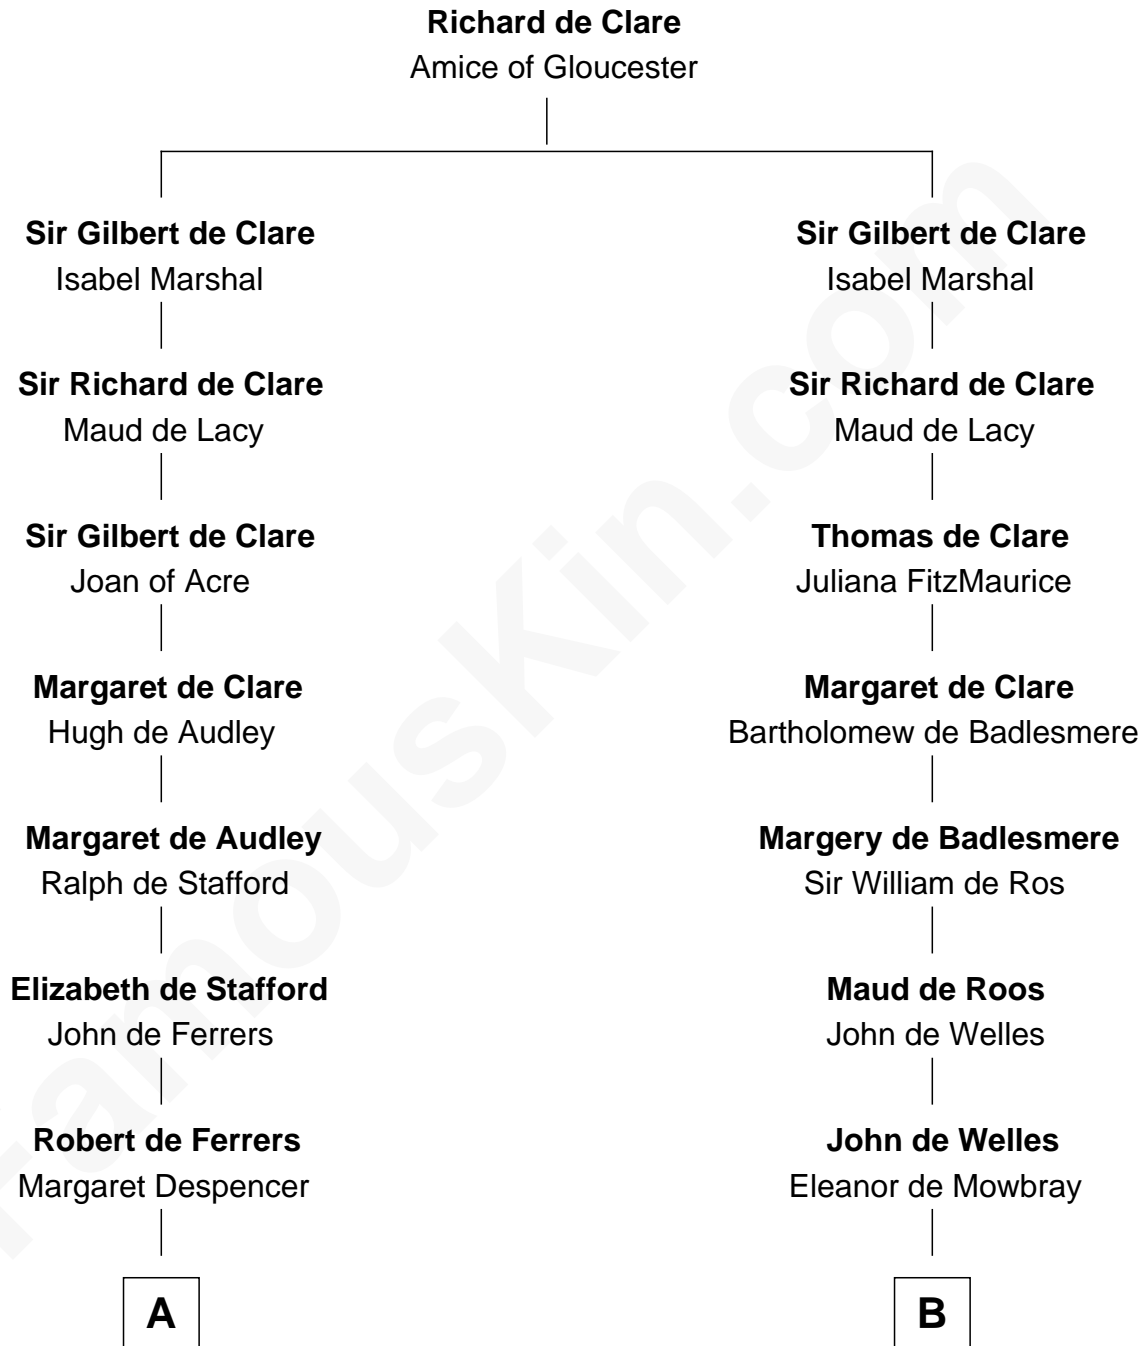 Richard de Clare
Amice of Gloucester
Sir Gilbert de Clare
Isabel Marshal
Sir Richard de Clare
Maud de Lacy
Sir Gilbert de Clare
Joan of Acre
Margaret de Clare
Hugh de Audley
Margaret de Audley
Ralph de Stafford
Elizabeth de Stafford
John de Ferrers
Robert de Ferrers
Margaret Despencer
A
Sir Gilbert de Clare
Isabel Marshal
Sir Richard de Clare
Maud de Lacy
Thomas de Clare
Juliana FitzMaurice
Margaret de Clare
Bartholomew de Badlesmere
Margery de Badlesmere
Sir William de Ros
Maud de Roos
John de Welles
John de Welles
Eleanor de Mowbray
B
FamousKin.com